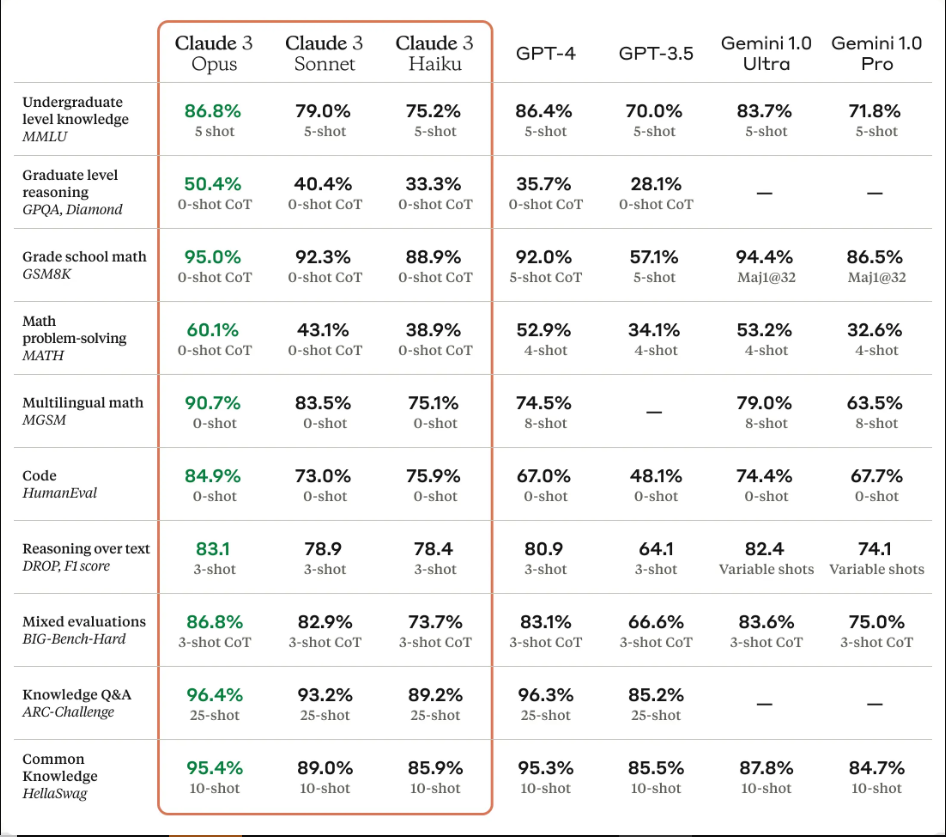 Claude 3 Opus Claude 3 Sonnet Claude 3 Haiku GPT-4 GPT-3.5 Gemini 1.0 Ultra Gemini 1.0 Pro
Undergraduate level knowledge MMLU 86.8% 79.0% 75.2% 86.4% 70.0% 83.7% 71.8%
5 shot 5-shot 5-shot 5-shot 5-shot 5-shot 5-shot
Graduate level reasoning GPQA, Diamond 50.4% 40.4% 33.3% 35.7% 28.1% — —
0-shot CoT 0-shot CoT 0-shot CoT 0-shot CoT 0-shot CoT
Grade school math GSM8K 95.0% 92.3% 88.9% 92.0% 57.1% 94.4% 86.5%
0-shot CoT 0-shot CoT 0-shot CoT 5-shot CoT 5-shot Maj1@32 Maj1@32
Math problem-solving MATH 60.1% 43.1% 38.9% 52.9% 34.1% 53.2% 32.6%
0-shot CoT 0-shot CoT 0-shot CoT 4-shot 4-shot 4-shot 4-shot
Multilingual math MGSM 90.7% 83.5% 75.1% 74.5% — 79.0% 63.5%
0-shot 0-shot 0-shot 8-shot 8-shot 8-shot
Code HumanEval 84.9% 73.0% 75.9% 67.0% 48.1% 74.4% 67.7%
0-shot 0-shot 0-shot 0-shot 0-shot 0-shot 0-shot
Reasoning over text DROP, F1 score 83.1 78.9 78.4 80.9 64.1 82.4 74.1
3-shot 3-shot 3-shot 3-shot 3-shot Variable shots Variable shots
Mixed evaluations BIG-Bench-Hard 86.8% 82.9% 73.7% 83.1% 66.6% 83.6% 75.0%
3-shot CoT 3-shot CoT 3-shot CoT 3-shot CoT 3-shot CoT 3-shot CoT 3-shot CoT
Knowledge Q&A ARC-Challenge 96.4% 93.2% 89.2% 96.3% 85.2% — —
25-shot 25-shot 25-shot 25-shot 25-shot
Common Knowledge HellaSwag 95.4% 89.0% 85.9% 95.3% 85.5% 87.8% 84.7%
10-shot 10-shot 10-shot 10-shot 10-shot 10-shot 10-shot